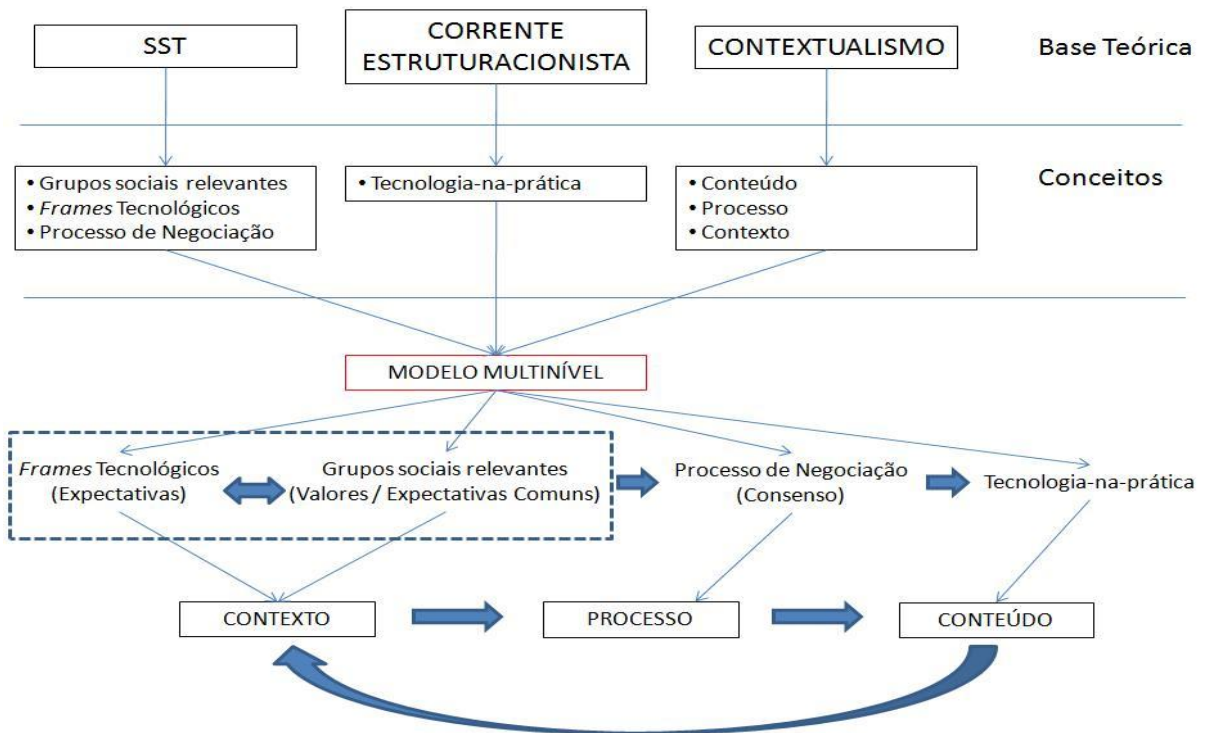 SST
CORRENTE
ESTRUTURACIONISTA
CONTEXTUALISMO
Base Teórica
• Grupos sociais relevantes
• Frames Tecnológicos
• Processo de Negociação
• Tecnologia-na-prática
• Conteúdo
• Processo
• Contexto
Conceitos
MODELO MULTINÍVEL
Frames Tecnológicos
(Expectativas)
Grupos sociais relevantes
(Valores / Expectativas Comuns)
Processo de Negociação
(Consenso)
Tecnologia-na-prática
CONTEXTO
PROCESSO
CONTEÚDO